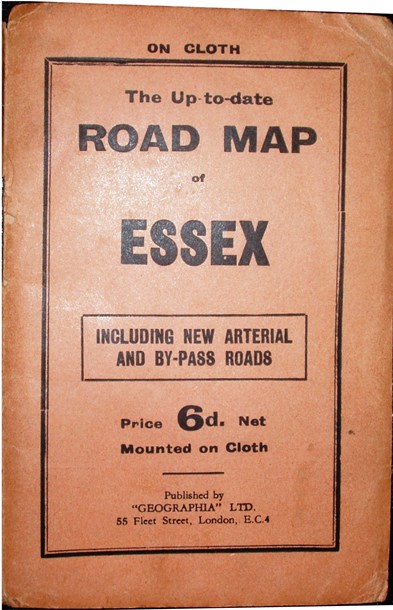 ON CLOTH
The Up-to-date
ROAD MAP
of
ESSEX
INCLUDING NEW ARTERIAL
AND BY-PASS ROADS
Price 6d. Net
Mounted on Cloth
Published by
"GEOGRAPHIA" LTD.
55 Fleet Street, London, E.C.4